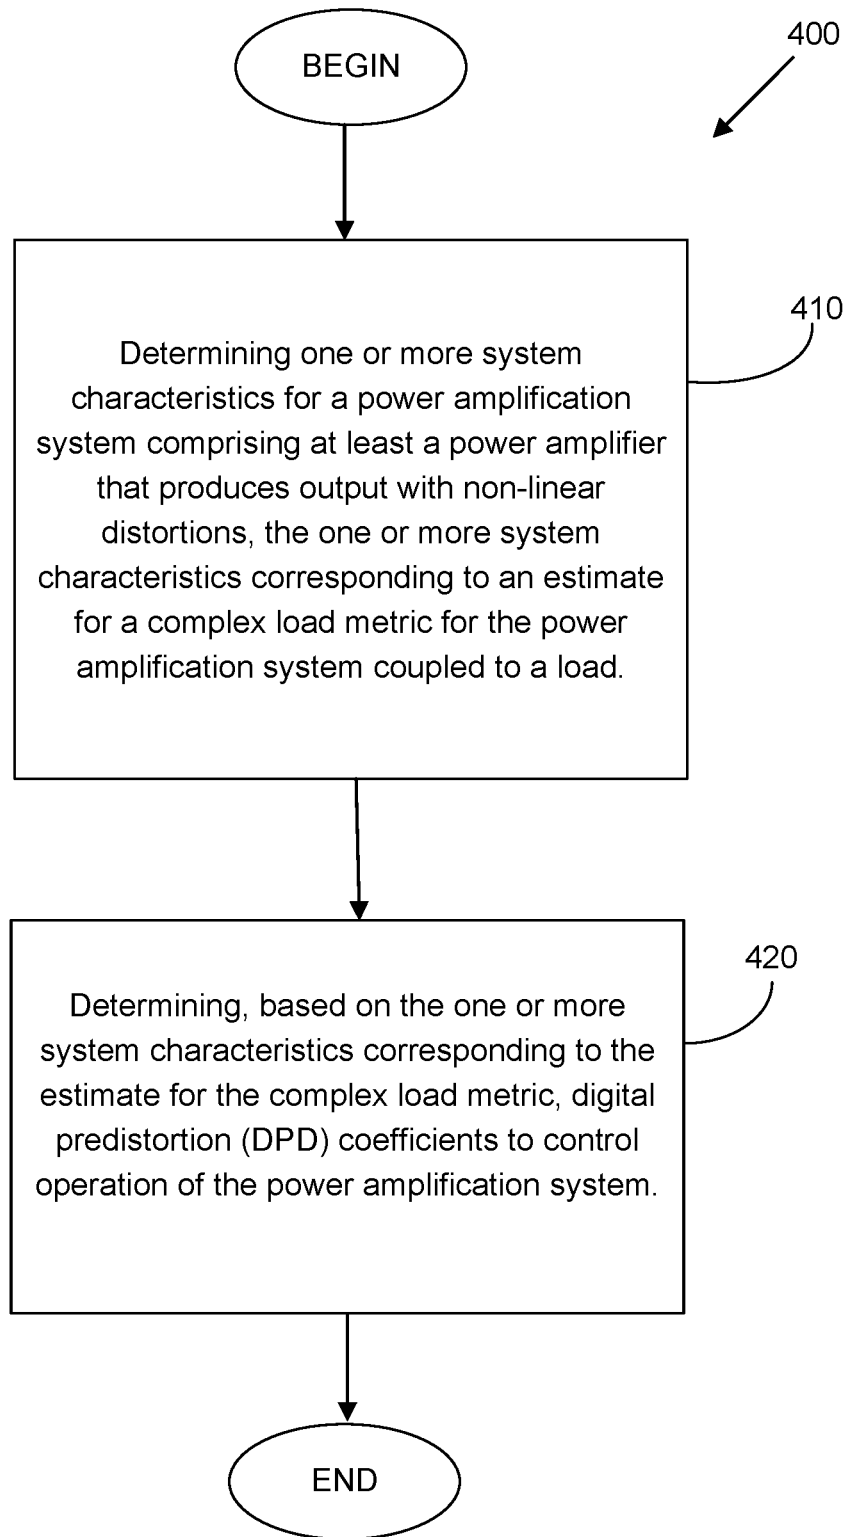 BEGIN
400
410
Determining one or more system
characteristics for a power amplification
system comprising at least a power amplifier
that produces output with non-linear
distortions, the one or more system
characteristics corresponding to an estimate
for a complex load metric for the power
amplification system coupled to a load.
420
Determining, based on the one or more
system characteristics corresponding to the
estimate for the complex load metric, digital
predistortion (DPD) coefficients to control
operation of the power amplification system.
END